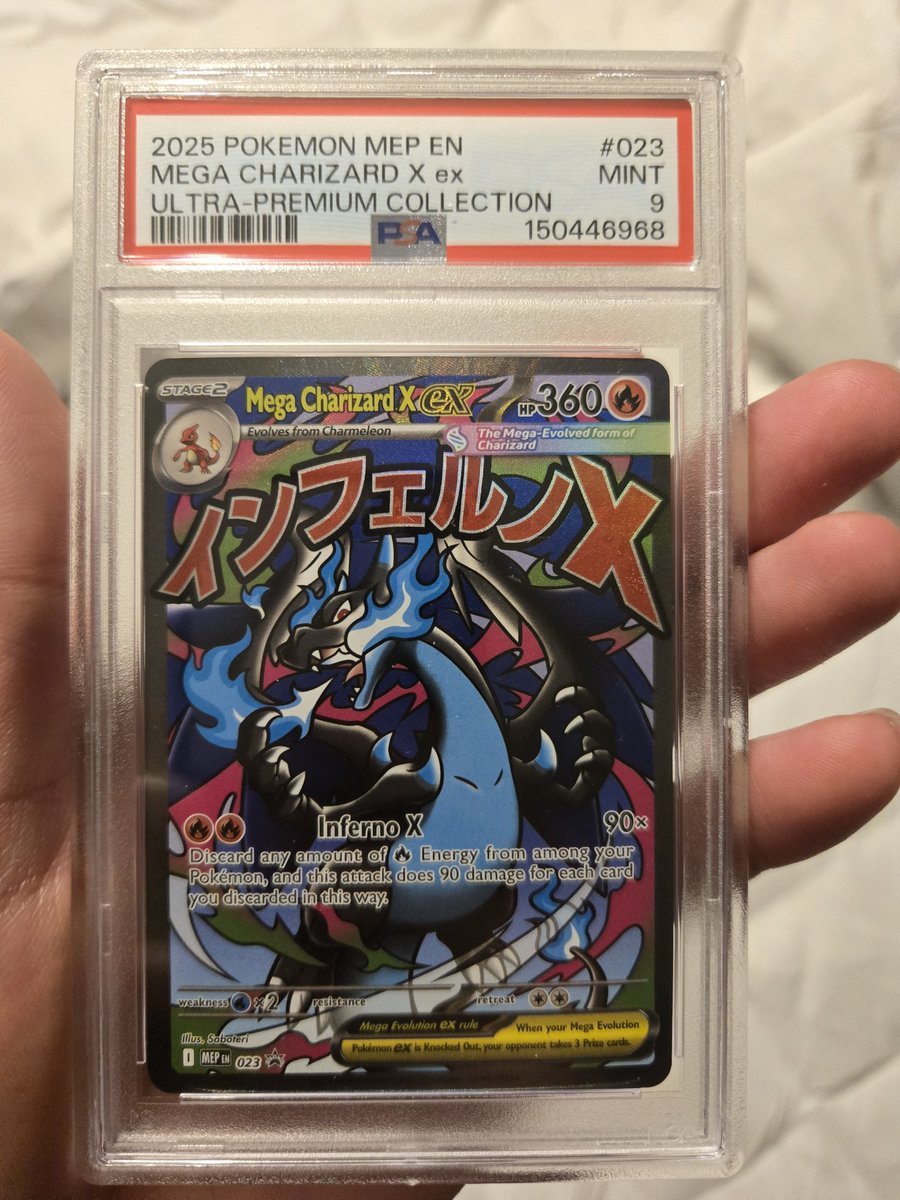 2025 POKEMON MEP EN #023
MEGA CHARIZARD X ex MINT
ULTRA-PREMIUM COLLECTION 9
PSA 150446968
STAGE 2 Mega Charizard X ex HP 360
Evolves from Charmeleon
The Mega-Evolved form of
Charizard
インフェルノX
Inferno X 90×
Discard any amount of Energy from among your
Pokémon, and this attack does 90 damage for each card
you discarded in this way.
weakness ×2 resistance retreat
Mega Evolution ex rule When your Mega Evolution
Pokémon ex is Knocked Out, your opponent takes 3 Prize cards.
Illus. Saboteri
I MEP EN 023